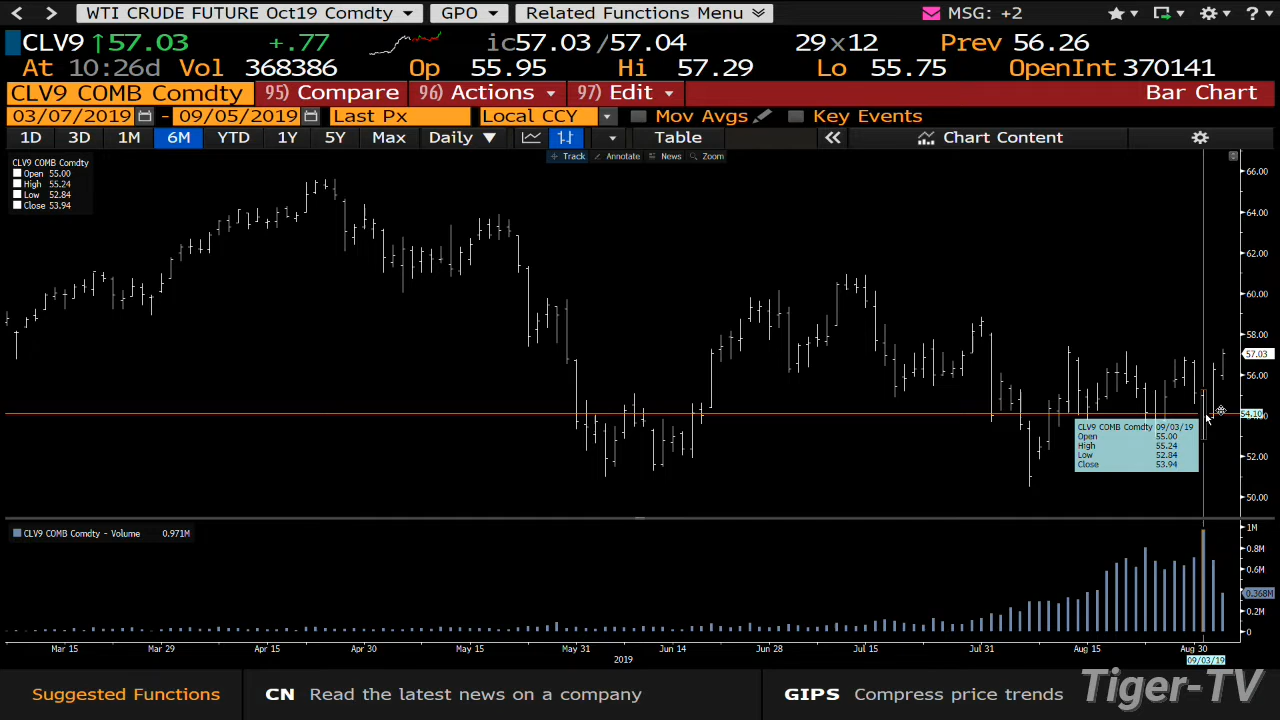 WTI CRUDE FUTURE Oct19 Comdty GPO Related Functions Menu MSG: +2 ?
CLV9 ↑57.03 +.77 ic57.03/57.04 29x12 Prev 56.26
At 10:26d Vol 368386 Op 55.95 Hi 57.29 Lo 55.75 OpenInt 370141
CLV9 COMB Comdty 95) Compare 96) Actions 97) Edit Bar Chart
03/07/2019 - 09/05/2019 Last Px Local CCY Mov Avgs Key Events
1D 3D 1M 6M YTD 1Y 5Y Max Daily ▼ Table « Chart Content
Track Annotate News Zoom
CLV9 COMB Comdty
Open 55.00
High 55.24
Low 52.84
Close 53.94
66.00
64.00
62.00
60.00
58.00
57.03
56.00
54.10
CLV9 COMB Comdty 09/03/19
Open 55.00
High 55.24
Low 52.84
Close 53.94
52.00
50.00
CLV9 COMB Comdty - Volume 0.971M
1M
0.8M
0.6M
0.368M
0.2M
0
Mar 15 Mar 29 Apr 15 Apr 30 May 15 May 31 Jun 14 Jun 28 Jul 15 Jul 31 Aug 15 Aug 30
2019 09/03/19
Suggested Functions CN Read the latest news on a company GIPS Compress price trends
Tiger-TV